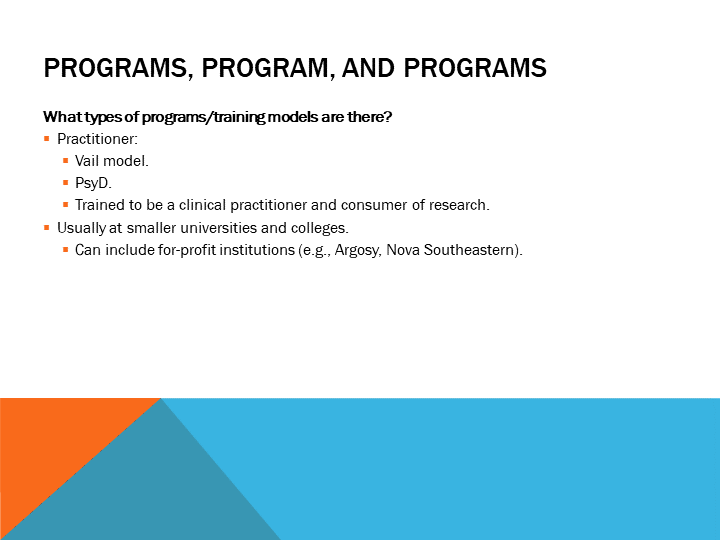 PROGRAMS, PROGRAM, AND PROGRAMS
What types of programs/training models are there?
▪ Practitioner:
▪ Vail model.
▪ PsyD.
▪ Trained to be a clinical practitioner and consumer of research.
▪ Usually at smaller universities and colleges.
▪ Can include for-profit institutions (e.g., Argosy, Nova Southeastern).